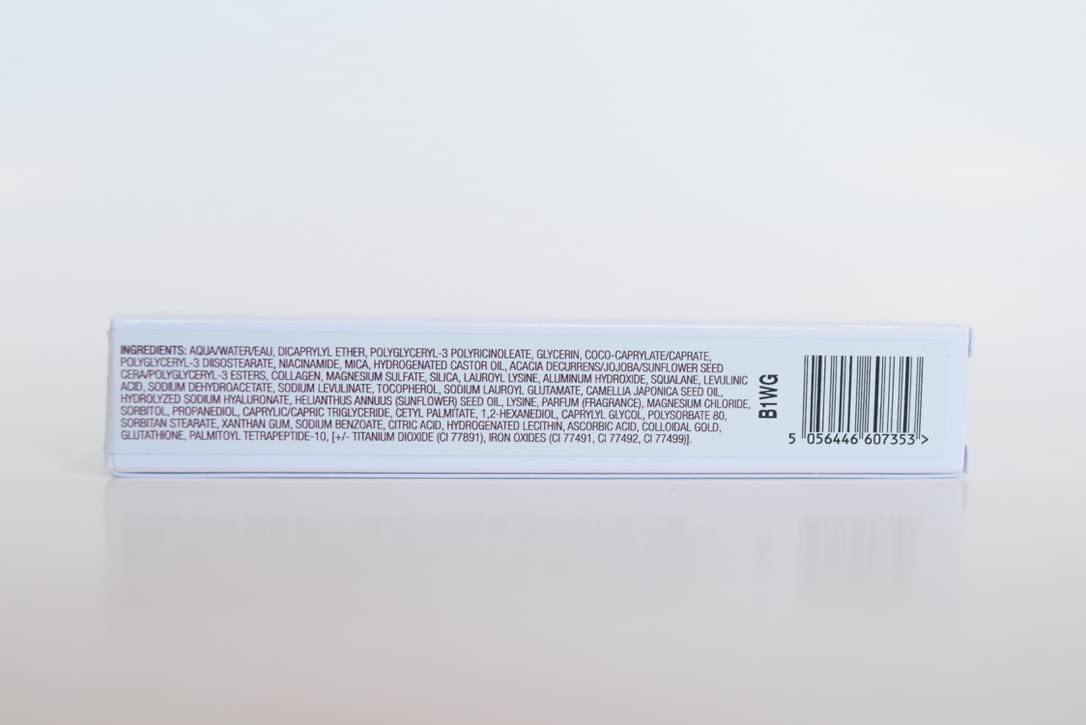 INGREDIENTS: AQUA/WATER/EAU, DICAPRYLYL ETHER, POLYGLYCERYL-3 POLYRICINOLEATE, GLYCERIN, COCO-CAPRYLATE/CAPRATE,
POLYGLYCERYL-3 DIISOSTEARATE, NIACINAMIDE, MICA, HYDROGENATED CASTOR OIL, ACACIA DECURRENS/JOJOBA/SUNFLOWER SEED
CERA/POLYGLYCERYL-3 ESTERS, COLLAGEN, MAGNESIUM SULFATE, SILICA, LAUROYL LYSINE, ALUMINUM HYDROXIDE, SQUALANE, LEVULINIC
ACID, SODIUM DEHYDROACETATE, SODIUM LEVULINATE, TOCOPHEROL, SODIUM LAUROYL GLUTAMATE, CAMELLIA JAPONICA SEED OIL,
HYDROLYZED SODIUM HYALURONATE, HELIANTHUS ANNUUS (SUNFLOWER) SEED OIL, LYSINE, PARFUM (FRAGRANCE), MAGNESIUM CHLORIDE,
SORBITOL, PROPANEDIOL, CAPRYLIC/CAPRIC TRIGLYCERIDE, CETYL PALMITATE, 1,2-HEXANEDIOL, CAPRYLYL GLYCOL, POLYSORBATE 80,
SORBITAN STEARATE, XANTHAN GUM, SODIUM BENZOATE, CITRIC ACID, HYDROGENATED LECITHIN, ASCORBIC ACID, COLLOIDAL GOLD,
GLUTATHIONE, PALMITOYL TETRAPEPTIDE-10, [+/- TITANIUM DIOXIDE (CI 77891), IRON OXIDES (CI 77491, CI 77492, CI 77499)].
B1WG
5 056446 607353 >